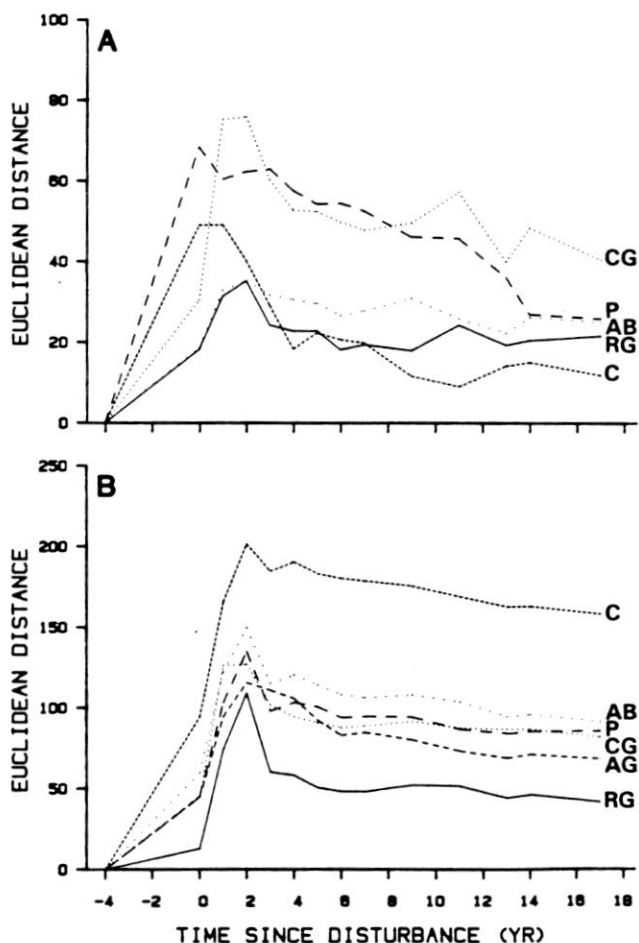 A
EUCLIDEAN DISTANCE
100
80
60
40
20
0
CG
P
AB
RG
C
B
EUCLIDEAN DISTANCE
250
200
150
100
50
0
C
AB
P
CG
AG
RG
-4 -2 0 2 4 6 8 10 12 14 16 18
TIME SINCE DISTURBANCE (YR)